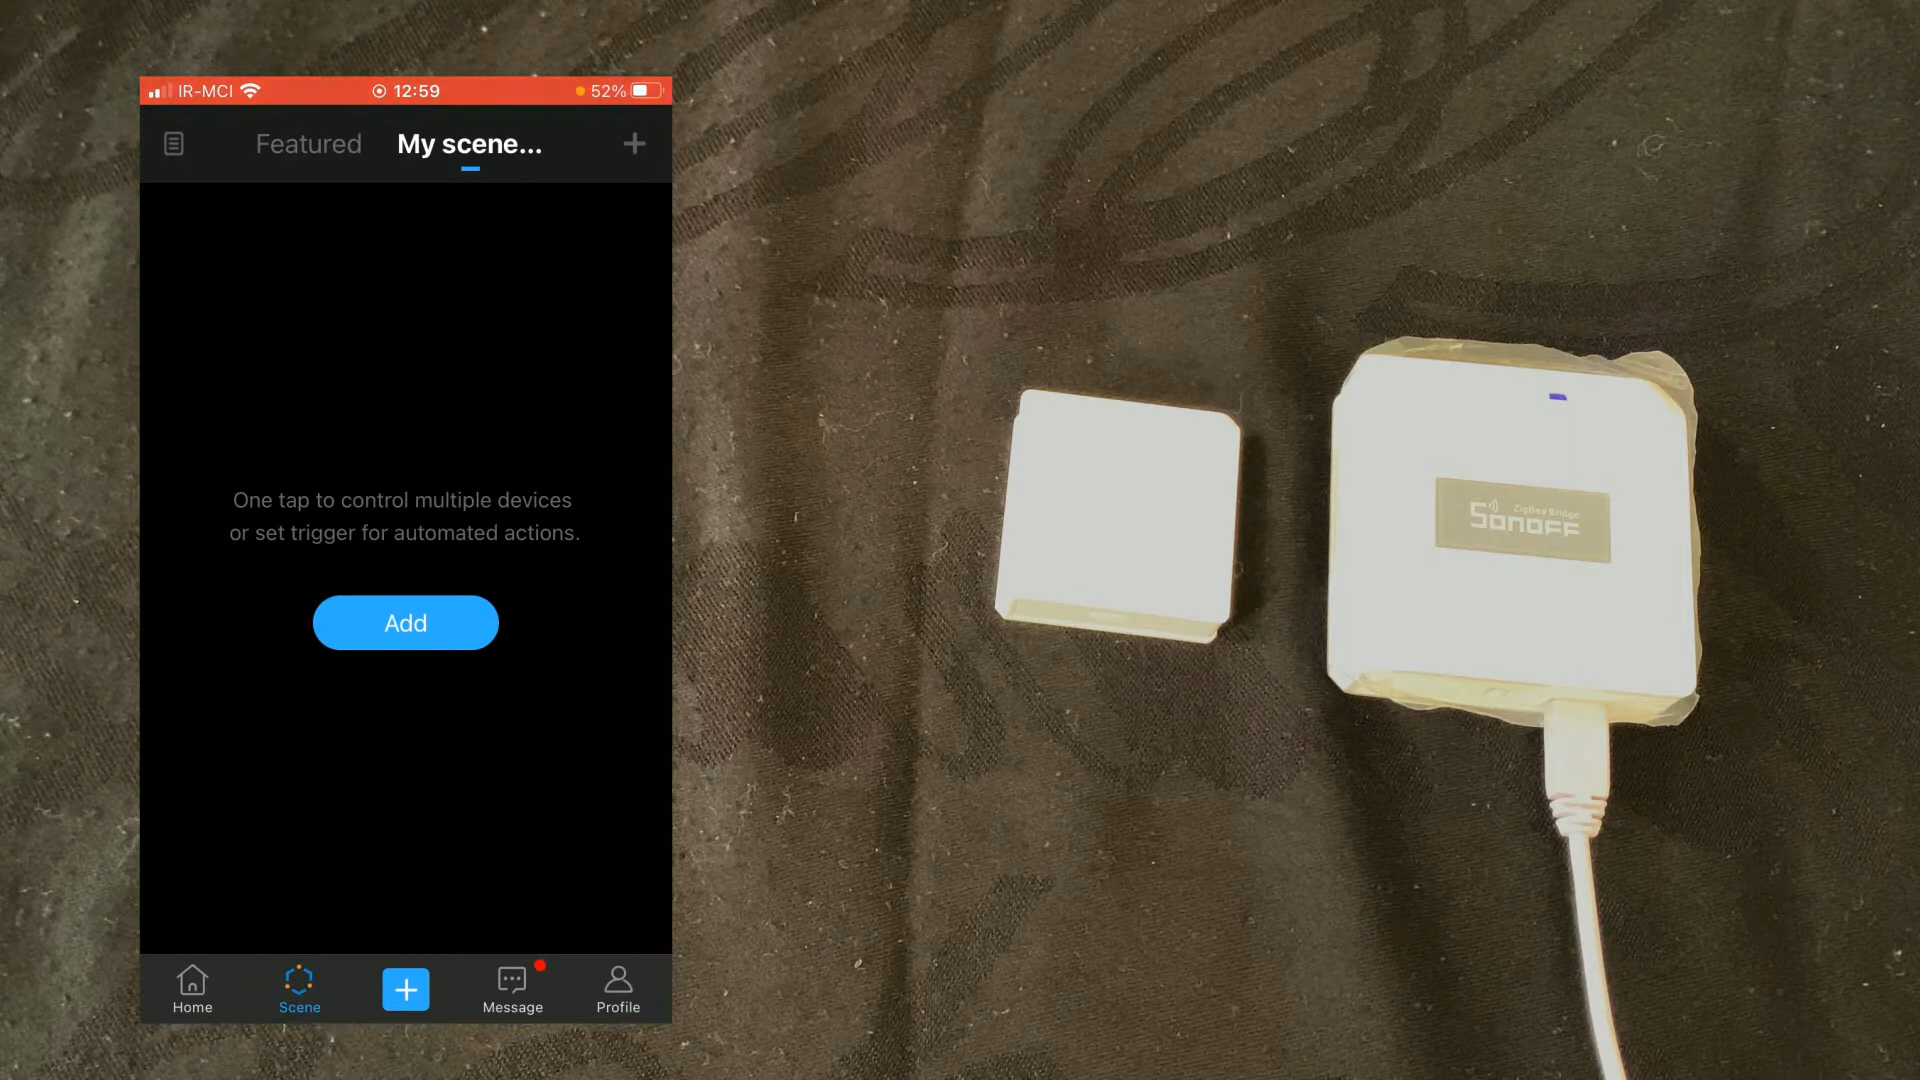 IR-MCI 12:59 52%
Featured My scene...
One tap to control multiple devices
or set trigger for automated actions.
Add
Home Scene Message Profile
ZigBee Bridge
SONOFF